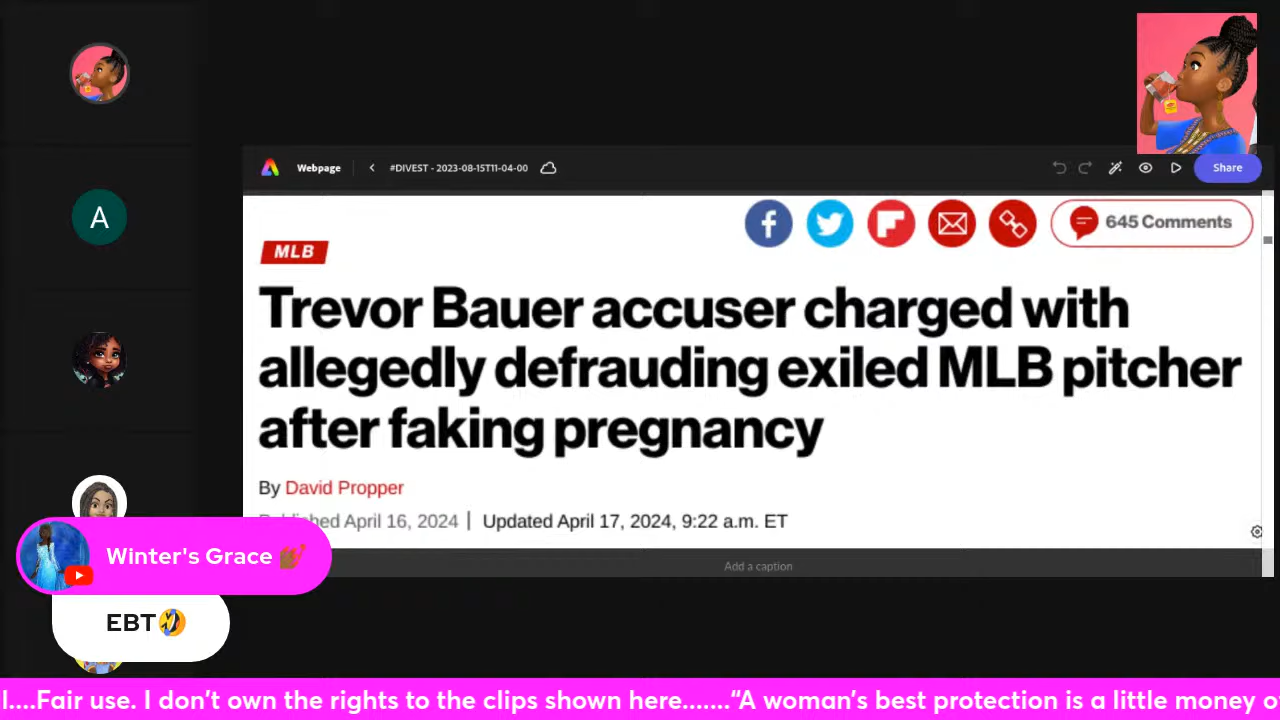 Webpage
#DIVEST - 2023-08-15T11-04-00
Share
645 Comments
MLB
Trevor Bauer accuser charged with
allegedly defrauding exiled MLB pitcher
after faking pregnancy
By David Propper
Published April 16, 2024 | Updated April 17, 2024, 9:22 a.m. ET
Add a caption
A
Winter's Grace 💅🏾
EBT🤣
l....Fair use. I don't own the rights to the clips shown here.......“A woman's best protection is a little money o